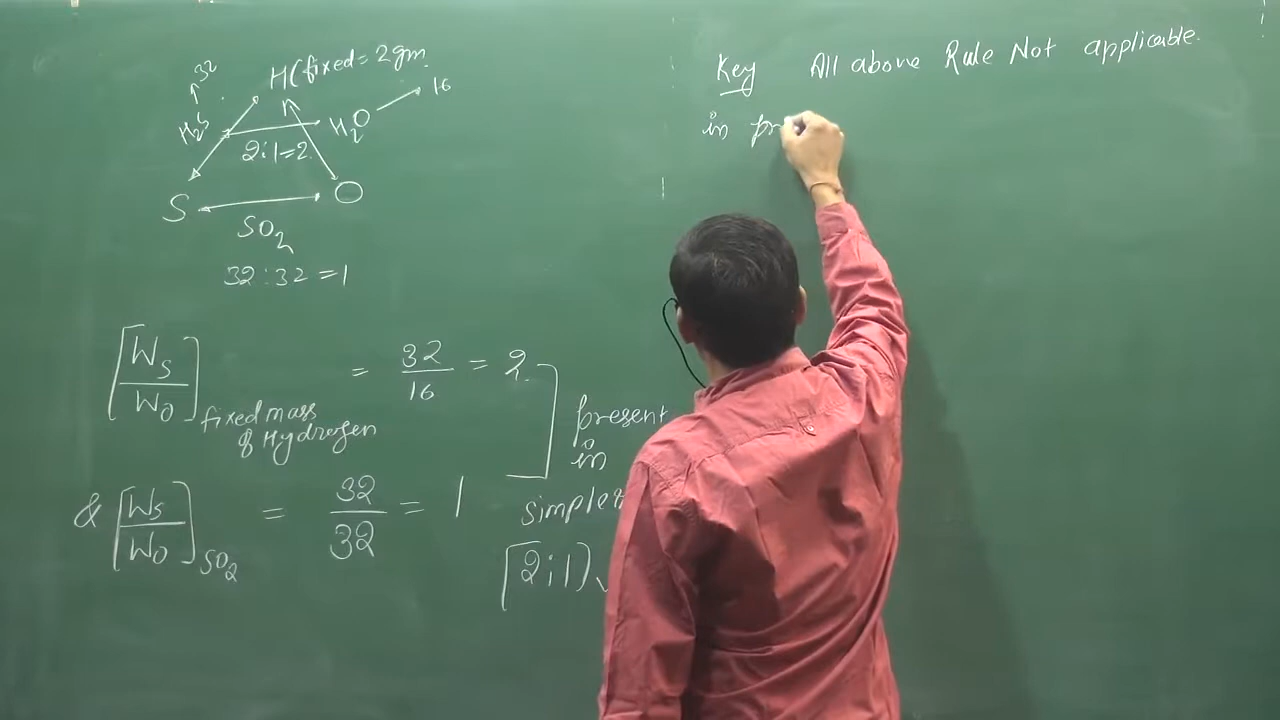 32
H(fixed = 2gm.
16
H2S
H2O
2:1=2.
S
O
SO2
32:32 =1
[WS/WO] fixed mass of Hydrogen = 32/16 = 2.
& [WS/WO]SO2 = 32/32 = 1
present
in
(2:1)
Key All above Rule Not applicable.
in